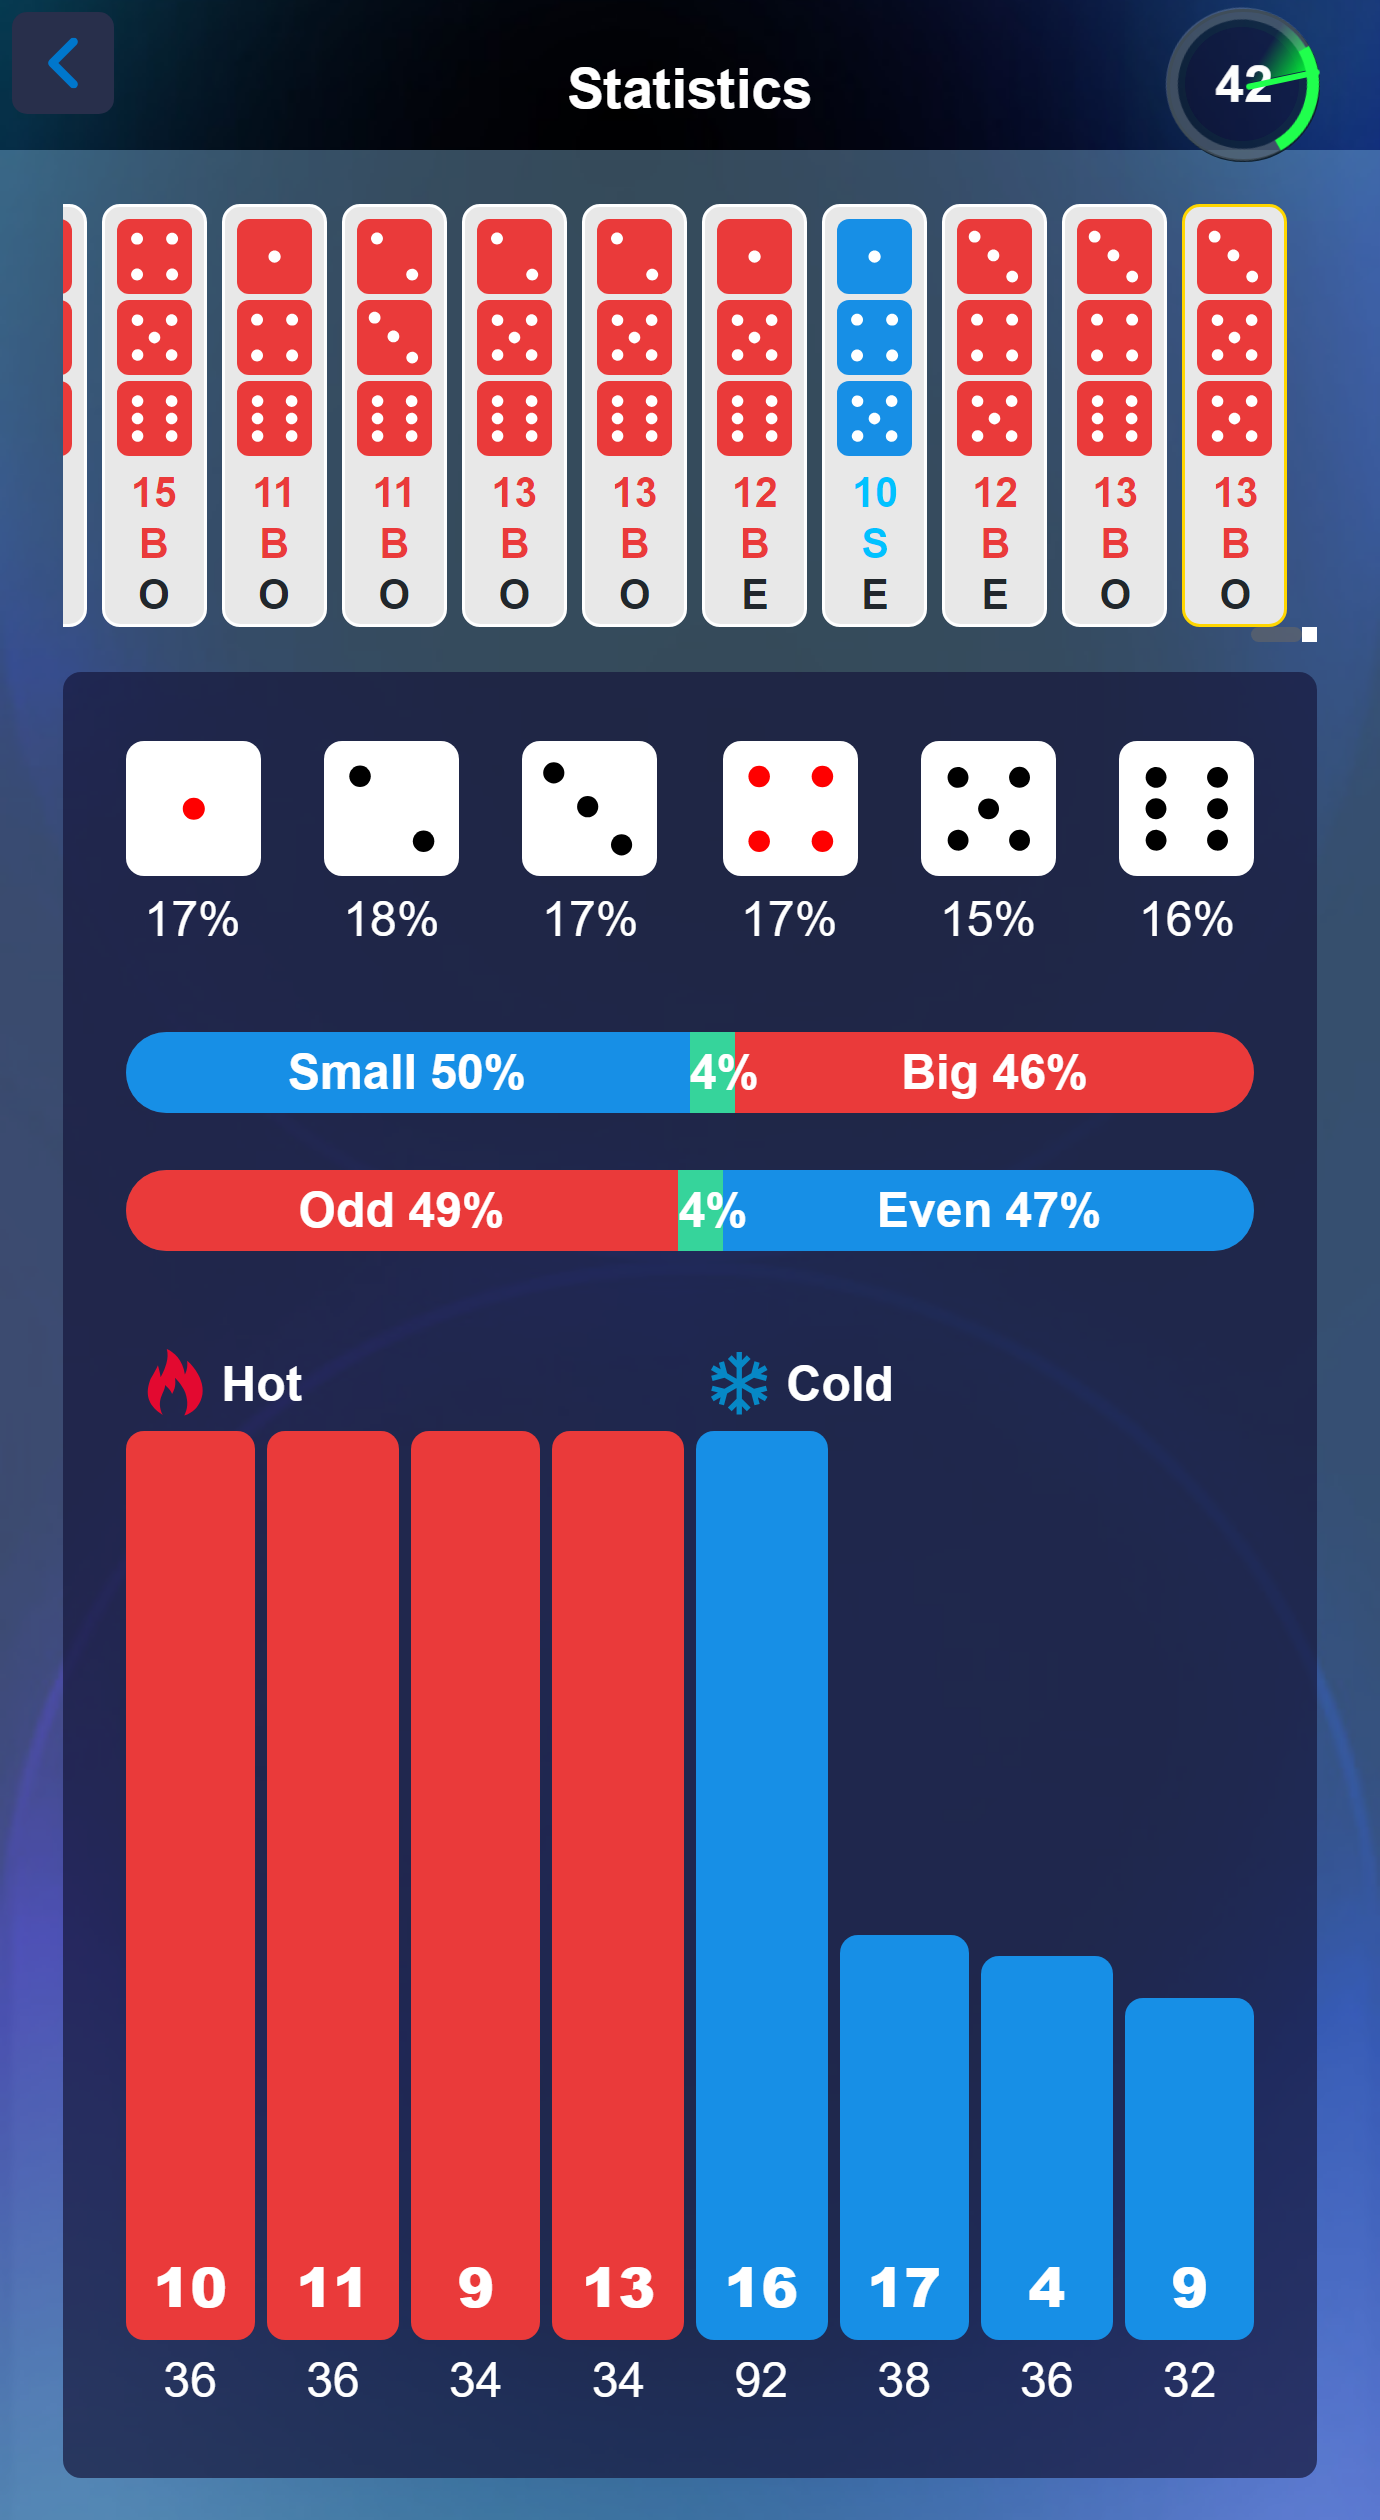 Statistics
42
15 11 11 13 13 12 10 12 13 13
B B B B B B S B B B
O O O O O E E E O O
17% 18% 17% 17% 15% 16%
Small 50% 4% Big 46%
Odd 49% 4% Even 47%
Hot Cold
10 11 9 13 16 17 4 9
36 36 34 34 92 38 36 32